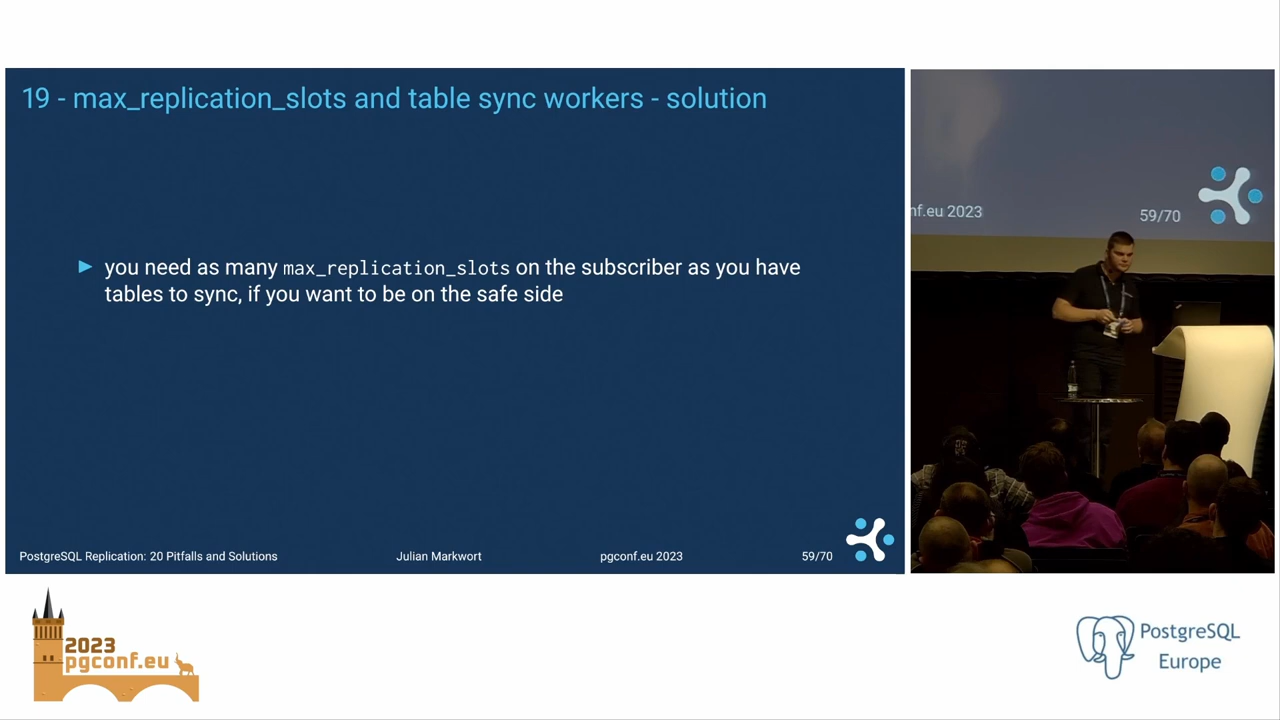 19 - max_replication_slots and table sync workers - solution
you need as many max_replication_slots on the subscriber as you have
tables to sync, if you want to be on the safe side
PostgreSQL Replication: 20 Pitfalls and Solutions
Julian Markwort
pgconf.eu 2023
59/70
nf.eu 2023
59/70
2023
pgconf.eu
PostgreSQL
Europe